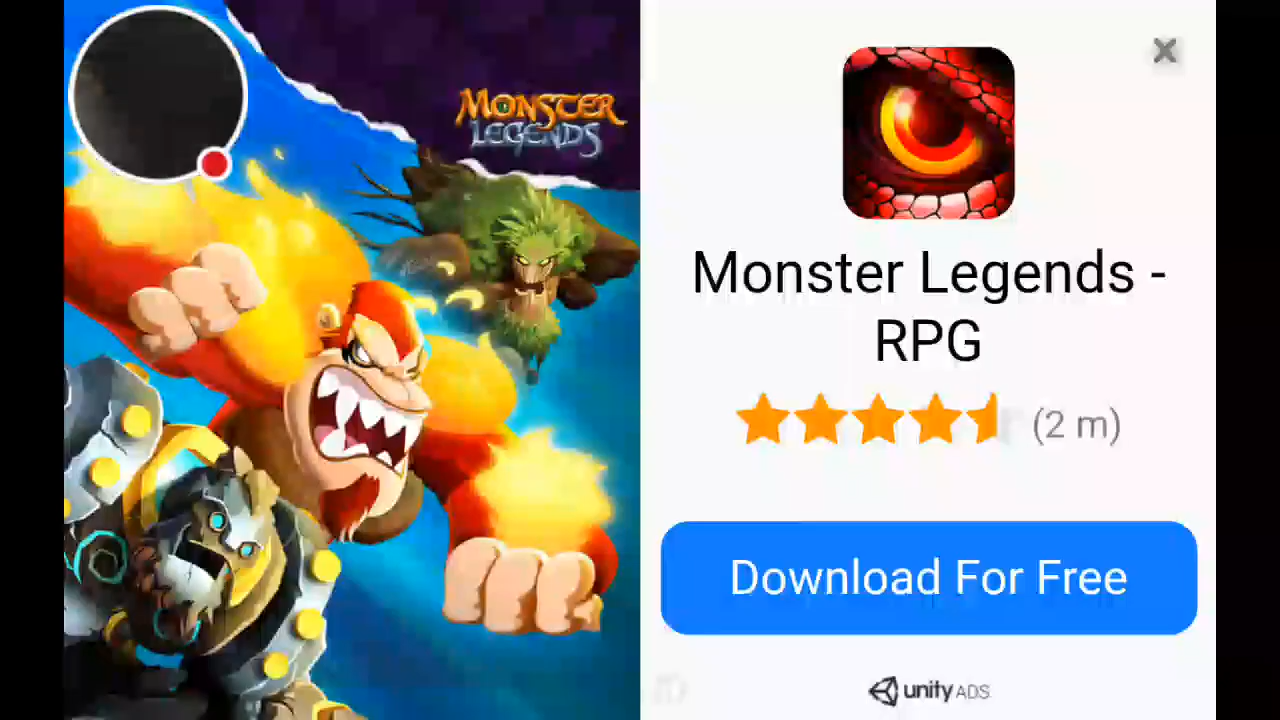 MONSTER
LEGENDS
Monster Legends -
RPG
(2 m)
Download For Free
unity ADS